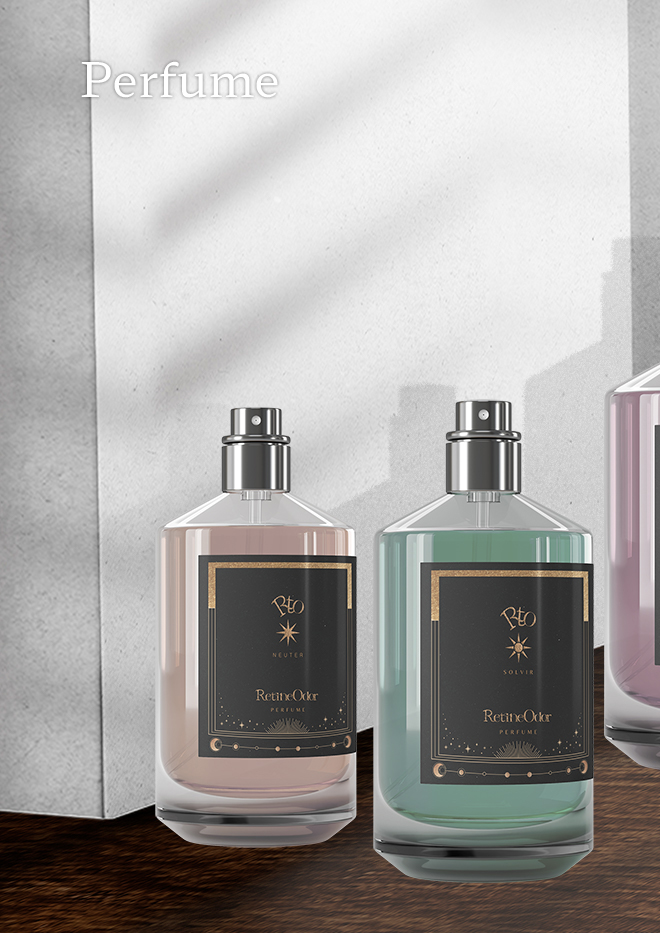 Perfume
Rto
NEUTER
RetineOdor
PERFUME
Rto
SOLVIR
RetineOdor
PERFUME